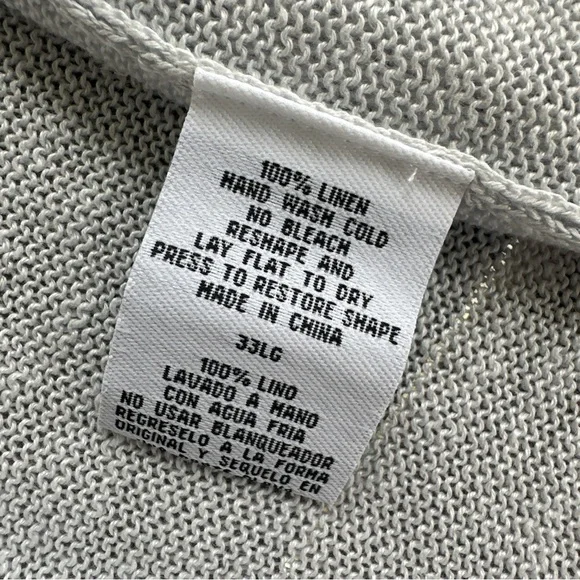 100% LINEN
HAND WASH COLD
NO BLEACH
RESHAPE AND
LAY FLAT TO DRY
PRESS TO RESTORE SHAPE
MADE IN CHINA
33LG
100% LINO
LAVADO A MANO
CON AGUA FRIA
NO USAR BLANQUEADOR
REGRESELO A LA FORMA
ORIGINAL Y SEQUELO EN